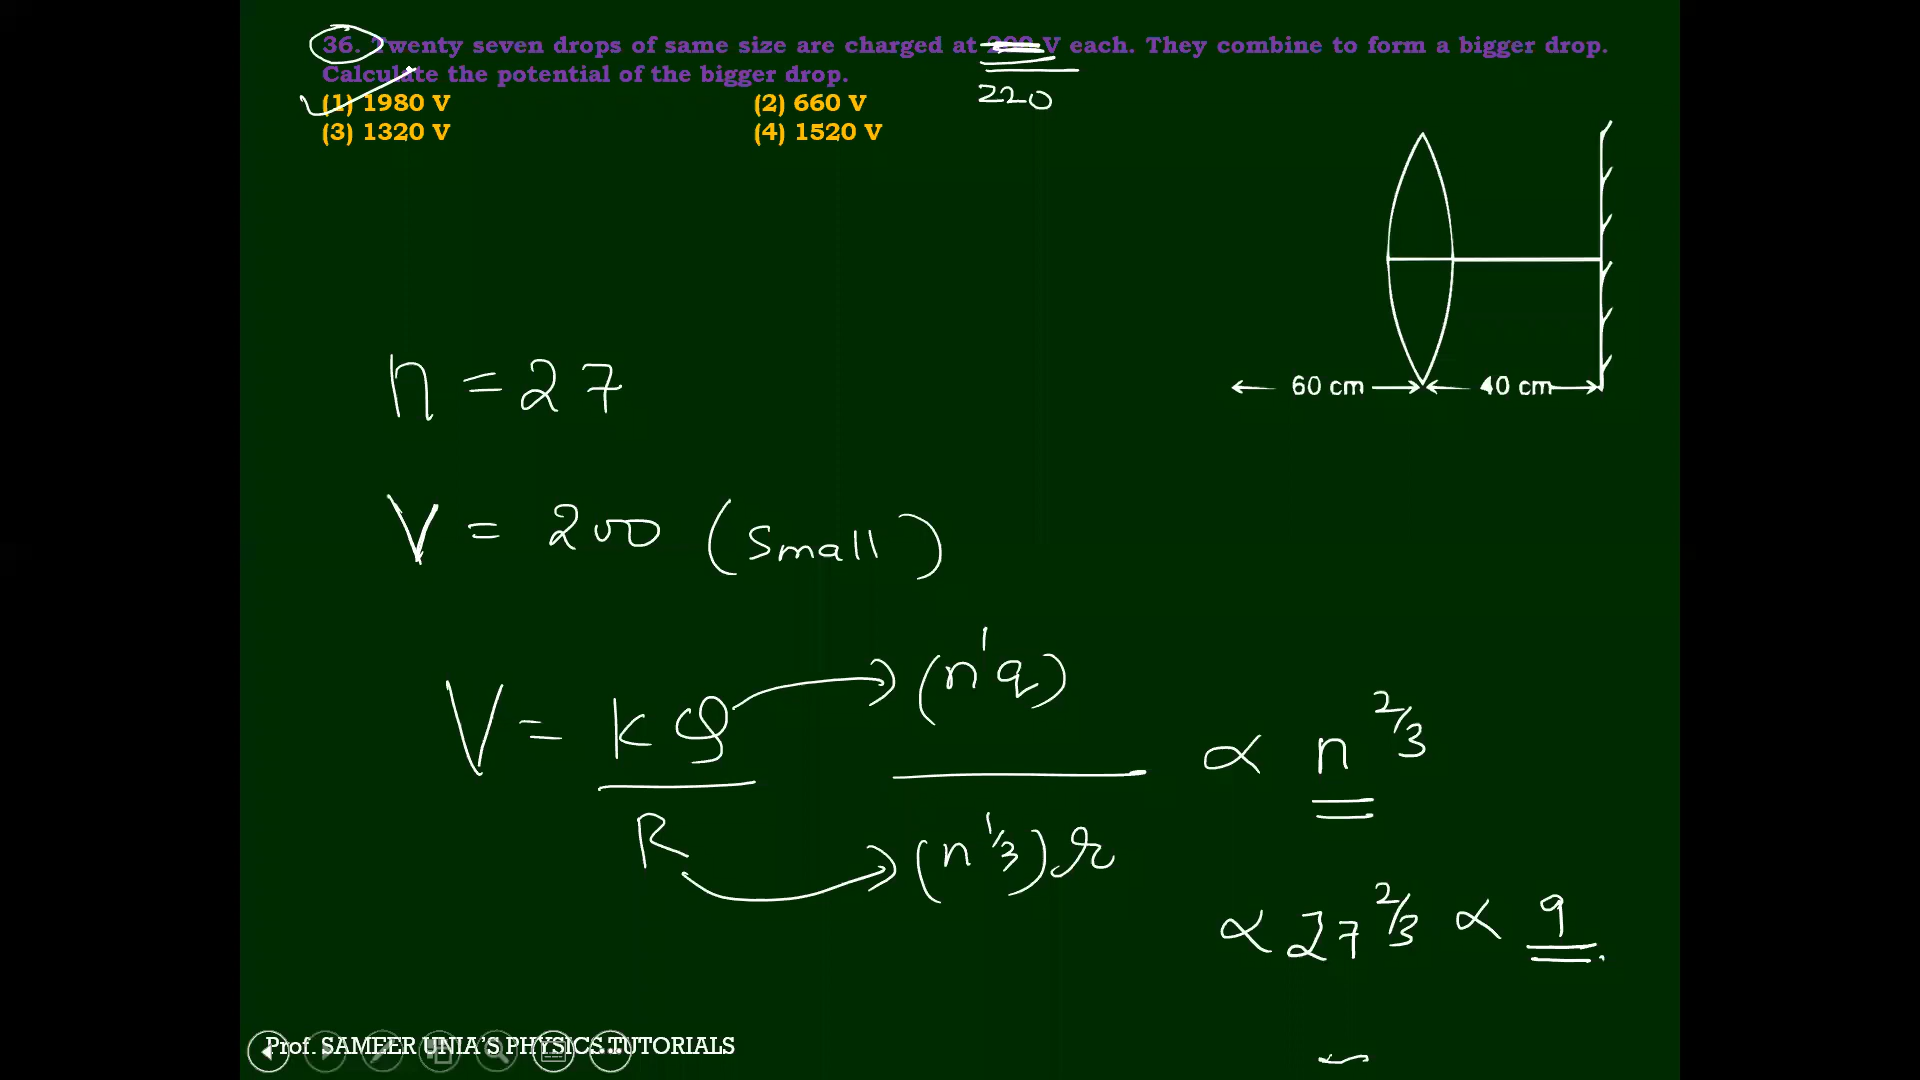 36. Twenty seven drops of same size are charged at V each. They combine to form a bigger drop.
220
Calculate the potential of the bigger drop.
(1) 1980 V (2) 660 V
(3) 1320 V (4) 1520 V
60 cm 40 cm
n = 27
V = 200 (small)
V = kQ/R (n¹q)/(n^1/3)r ∝ n^2/3
∝ 27^2/3 ∝ 9
Prof. SAMEER UNIA'S PHYSICS TUTORIALS